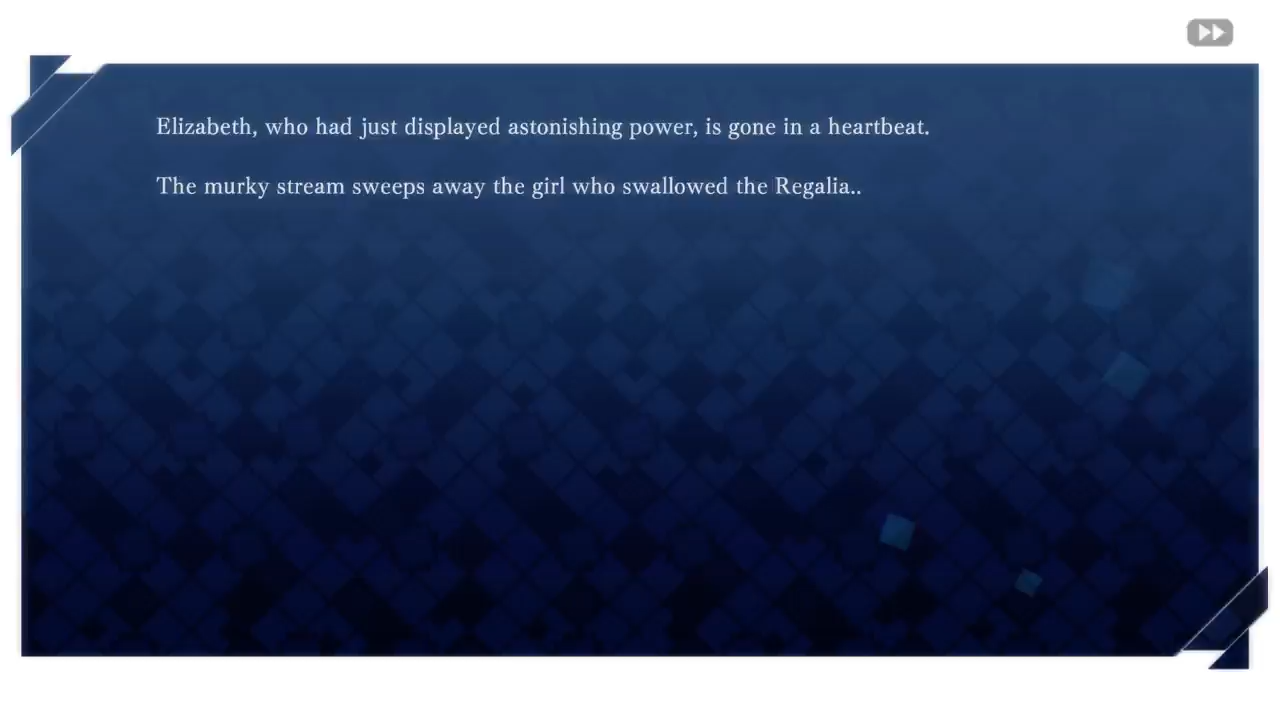 Elizabeth, who had just displayed astonishing power, is gone in a heartbeat.
The murky stream sweeps away the girl who swallowed the Regalia..